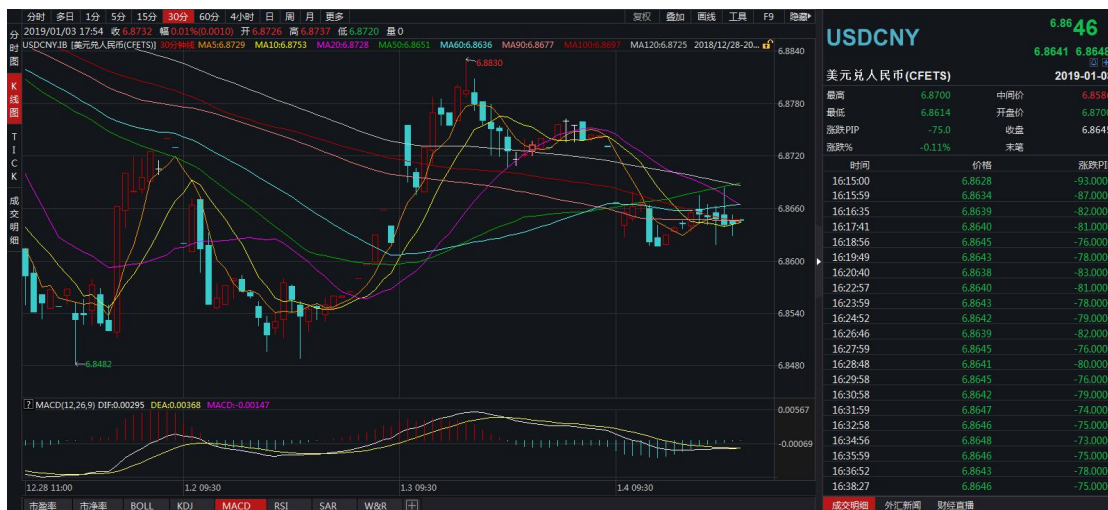 分时 多日 1分 5分 15分 30分 60分 4小时 日 周 月 更多 复权 叠加 画线 工具 F9 隐藏
2019/01/03 17:54 收 6.8732 幅 0.01%(0.0010) 开 6.8726 高 6.8737 低 6.8720 量 0
USDCNY.IB [美元兑人民币(CFETS)] 30分钟线 MA5:6.8729 MA10:6.8753 MA20:6.8728 MA50:6.8651 MA60:6.8636 MA90:6.8677 MA100:6.8697 MA120:6.8725 2018/12/28-20...
分时图
K线图
TICK
成交明细
6.8840
6.8780
6.8720
6.8660
6.8600
6.8540
6.8480
6.8830
6.8482
? MACD(12,26,9) DIF:0.00295 DEA:0.00368 MACD:-0.00147
0.00567
-0.00069
12.28 11:00 1.2 09:30 1.3 09:30 1.4 09:30
市盈率 市净率 BOLL KDJ MACD RSI SAR W&R
USDCNY 6.8646
6.8641 6.8648
美元兑人民币(CFETS) 2019-01-0
最高 6.8700 中间价 6.858
最低 6.8614 开盘价 6.870
涨跌PIP -75.0 收盘 6.8645
涨跌% -0.11% 末笔
时间 价格 涨跌PI
16:15:00 6.8628 -93.000
16:15:59 6.8634 -87.000
16:16:35 6.8639 -82.000
16:17:41 6.8640 -81.000
16:18:56 6.8645 -76.000
16:19:49 6.8643 -78.000
16:20:40 6.8638 -83.000
16:22:57 6.8640 -81.000
16:23:59 6.8643 -78.000
16:24:52 6.8642 -79.000
16:26:46 6.8639 -82.000
16:27:59 6.8645 -76.000
16:28:48 6.8641 -80.000
16:29:58 6.8645 -76.000
16:30:58 6.8642 -79.000
16:31:59 6.8647 -74.000
16:32:58 6.8646 -75.000
16:34:56 6.8648 -73.000
16:35:59 6.8646 -75.000
16:36:52 6.8643 -78.000
16:38:27 6.8646 -75.000
成交明细 外汇新闻 财经直播